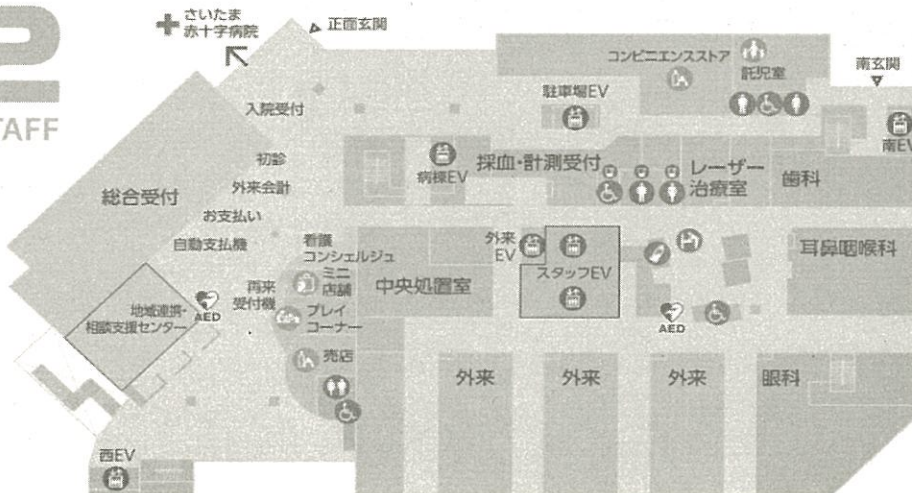 2
STAFF
さいたま
赤十字病院
正面玄関
コンビニエンスストア
託児室
南玄関
駐車場EV
入院受付
南EV
初診
病棟EV
採血・計測受付
レーザー
治療室
歯科
総合受付
外来会計
お支払い
自動支払機
看護
コンシェルジュ
外来
EV
スタッフEV
耳鼻咽喉科
ミニ
店舗
中央処置室
再来
受付機
プレイ
コーナー
地域連携・
相談支援センター
AED
AED
売店
外来
外来
外来
眼科
西EV